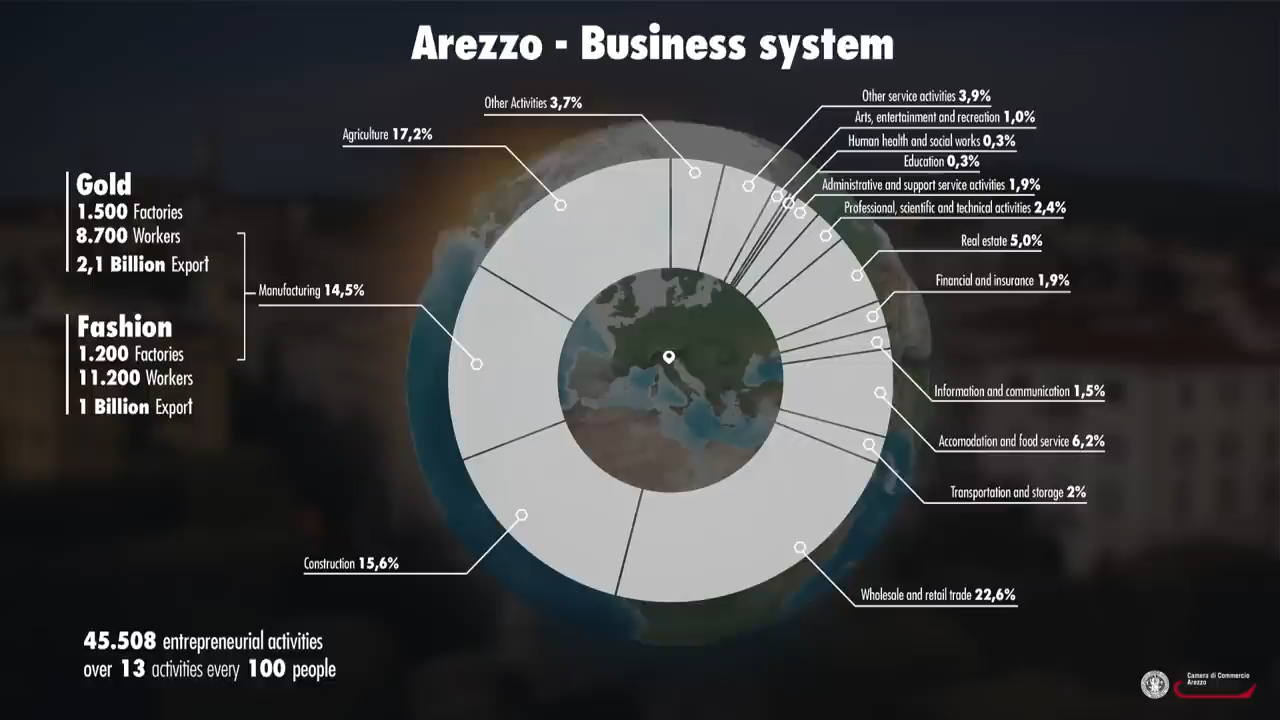 Arezzo - Business system
Other Activities 3,7%
Agriculture 17,2%
Other service activities 3,9%
Arts, entertainment and recreation 1,0%
Human health and social works 0,3%
Education 0,3%
Administrative and support service activities 1,9%
Professional, scientific and technical activities 2,4%
Real estate 5,0%
Financial and insurance 1,9%
Information and communication 1,5%
Accomodation and food service 6,2%
Transportation and storage 2%
Wholesale and retail trade 22,6%
Construction 15,6%
Manufacturing 14,5%
Gold
1.500 Factories
8.700 Workers
2,1 Billion Export
Fashion
1.200 Factories
11.200 Workers
1 Billion Export
45.508 entrepreneurial activities
over 13 activities every 100 people
Camera di Commercio
Arezzo